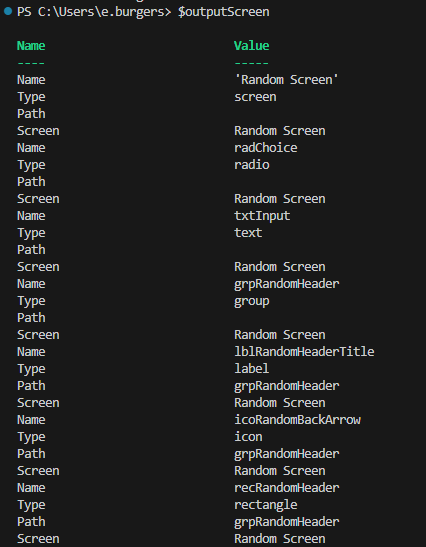 PS C:\Users\e.burgers> $outputScreen
Name Value
---- -----
Name 'Random Screen'
Type screen
Path
Screen Random Screen
Name radChoice
Type radio
Path
Screen Random Screen
Name txtInput
Type text
Path
Screen Random Screen
Name grpRandomHeader
Type group
Path
Screen Random Screen
Name lblRandomHeaderTitle
Type label
Path grpRandomHeader
Screen Random Screen
Name icoRandomBackArrow
Type icon
Path grpRandomHeader
Screen Random Screen
Name recRandomHeader
Type rectangle
Path grpRandomHeader
Screen Random Screen